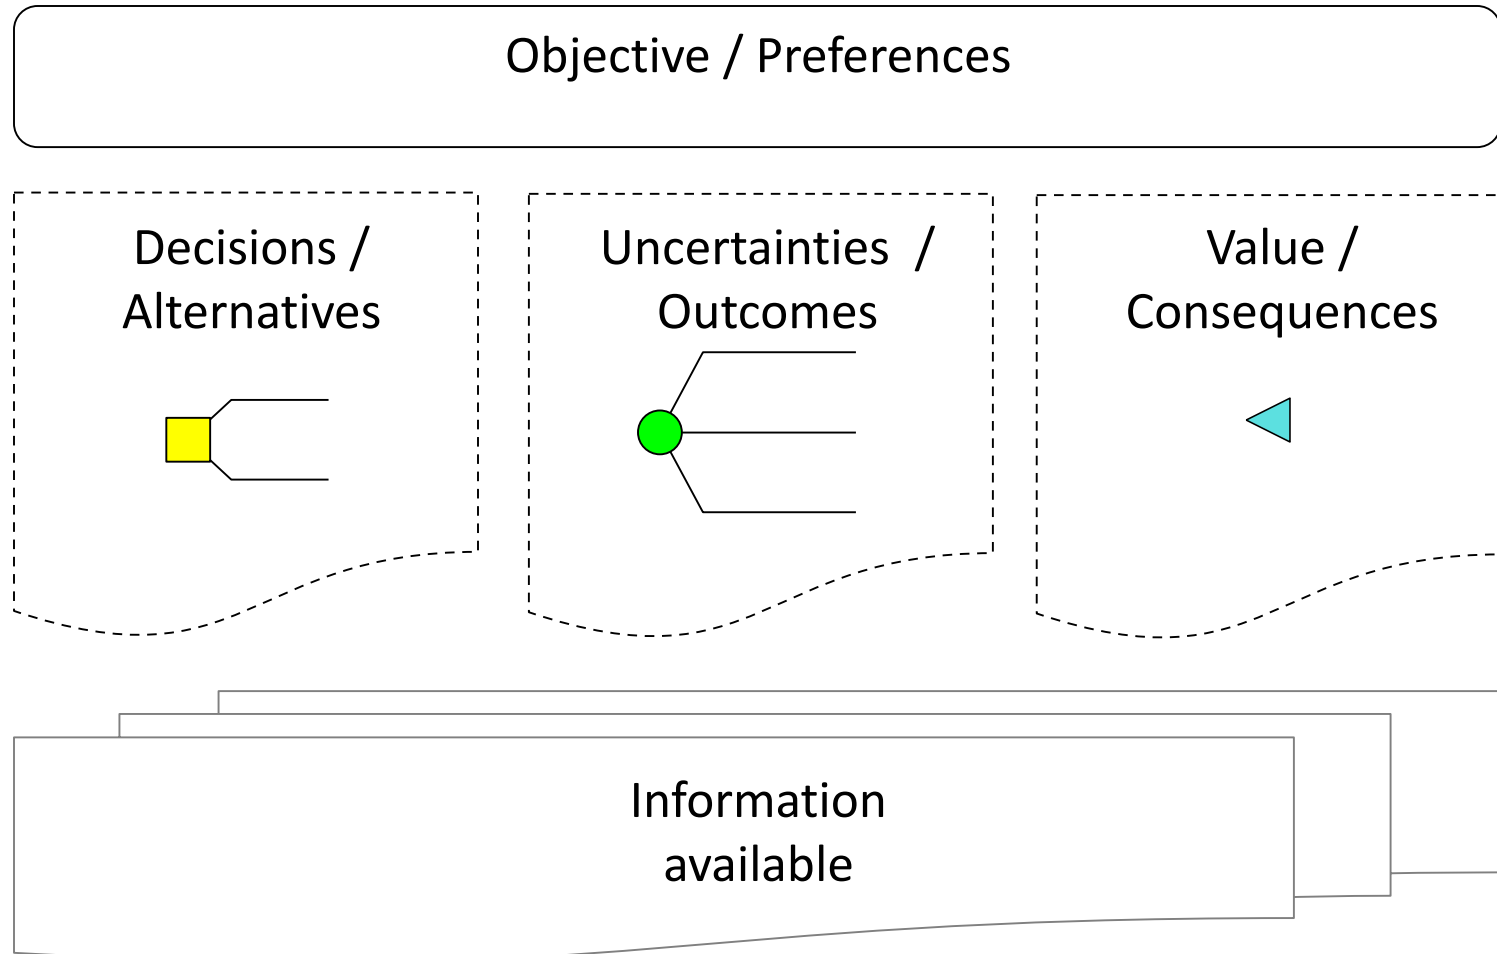 Objective / Preferences
Decisions /
Alternatives
Uncertainties /
Outcomes
Value /
Consequences
Information
available